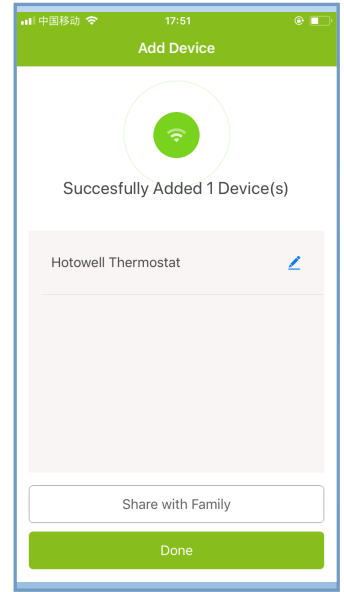 中国移动 17:51
Add Device
Succesfully Added 1 Device(s)
Hotowell Thermostat
Share with Family
Done